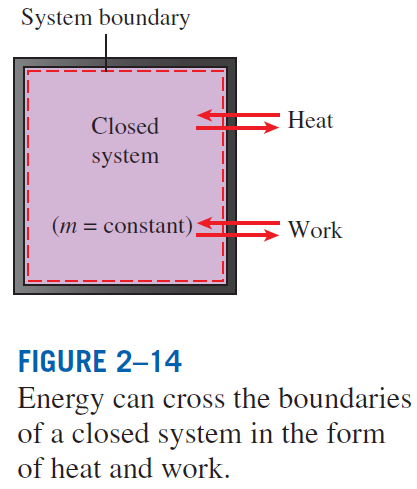 System boundary
Closed
system
Heat
(m = constant)
Work
FIGURE 2–14
Energy can cross the boundaries
of a closed system in the form
of heat and work.